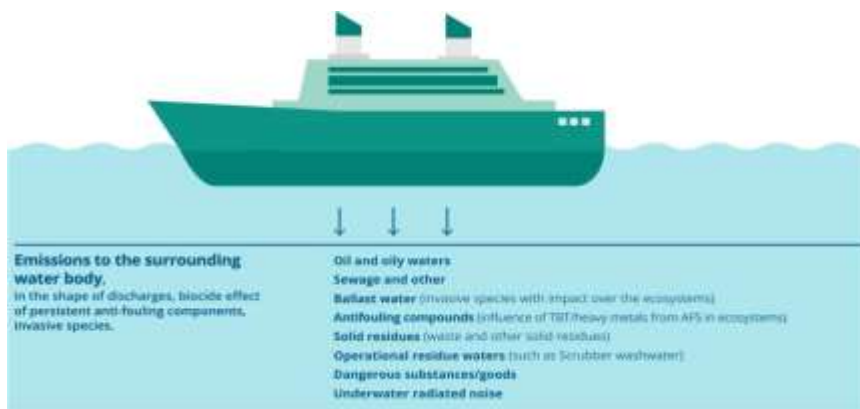 Emissions to the surrounding
water body.
In the shape of discharges, biocide effect
of persistent anti-fouling components,
invasive species.
Oil and oily waters
Sewage and other
Ballast water (invasive species with impact over the ecosystems)
Antifouling compounds (influence of TBT/heavy metals from AFS in ecosystems)
Solid residues (waste and other solid residues)
Operational residue waters (such as Scrubber washwater)
Dangerous substances/goods
Underwater radiated noise